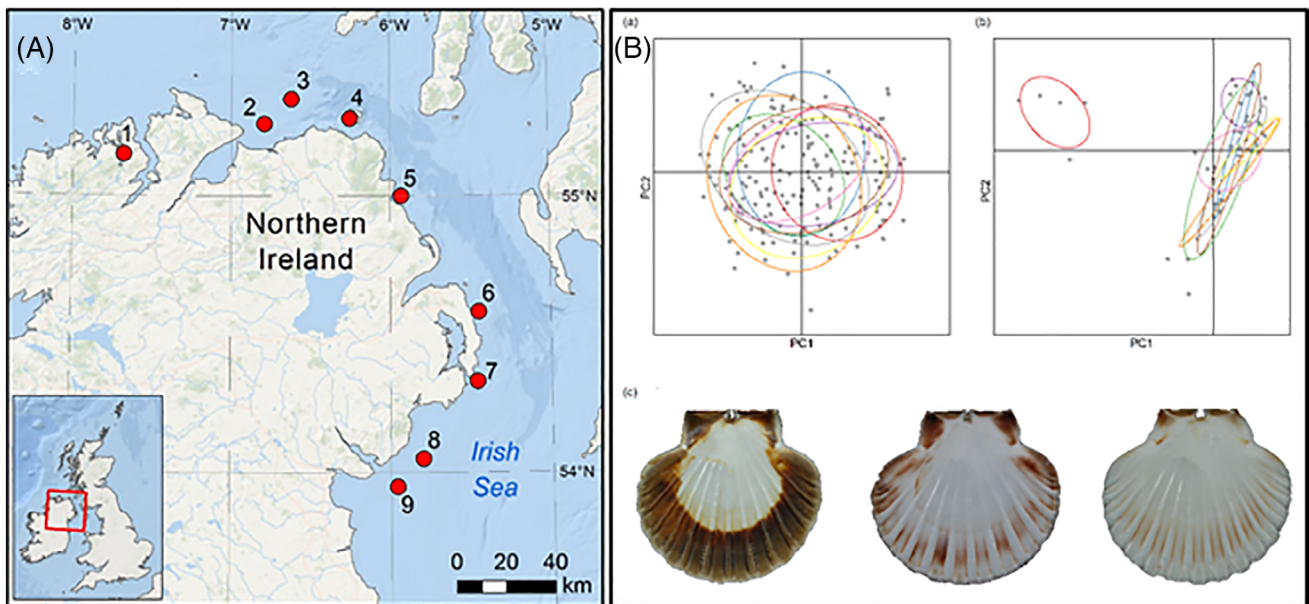 (A)
8°W
7°W
6°W
5°W
1
2
3
4
5
55°N
Northern
Ireland
6
7
8
Irish
Sea
54°N
9
0 20 40
km
(B)
(a)
PC2
PC1
(b)
PC2
PC1
(c)